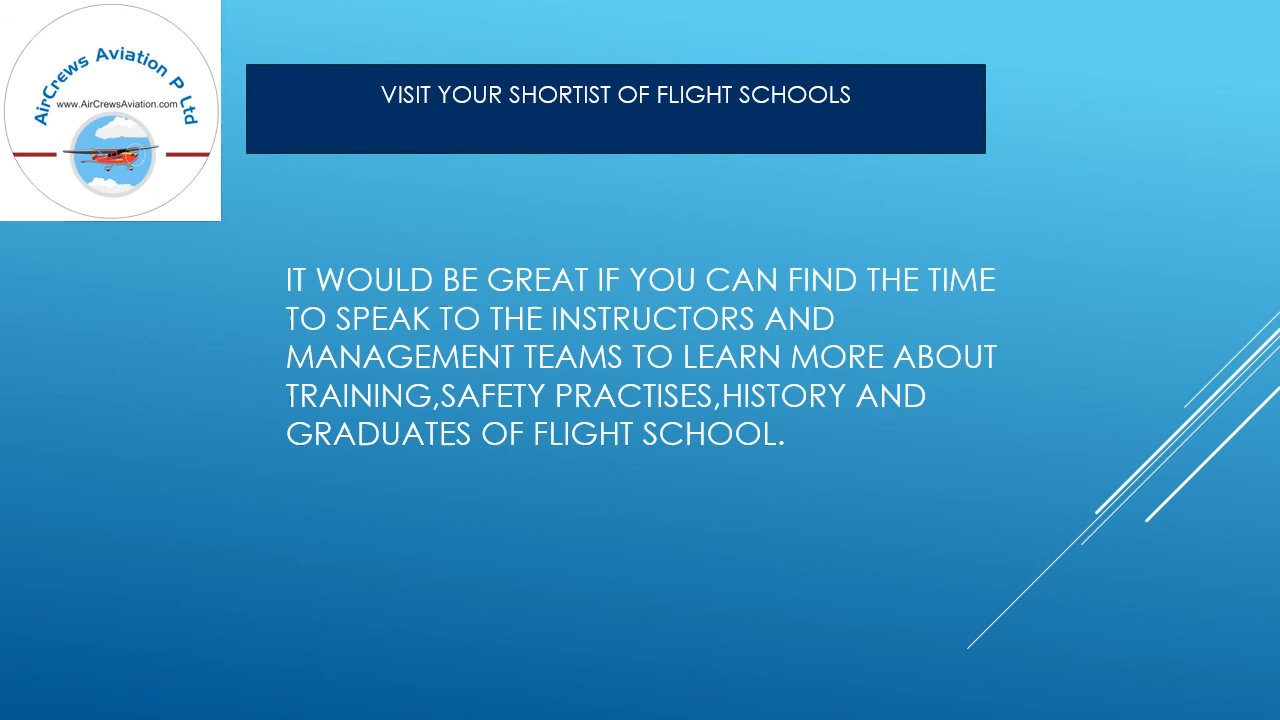 AirCrews Aviation P Ltd
www.AirCrewsAviation.com
VISIT YOUR SHORTIST OF FLIGHT SCHOOLS
IT WOULD BE GREAT IF YOU CAN FIND THE TIME
TO SPEAK TO THE INSTRUCTORS AND
MANAGEMENT TEAMS TO LEARN MORE ABOUT
TRAINING,SAFETY PRACTISES,HISTORY AND
GRADUATES OF FLIGHT SCHOOL.